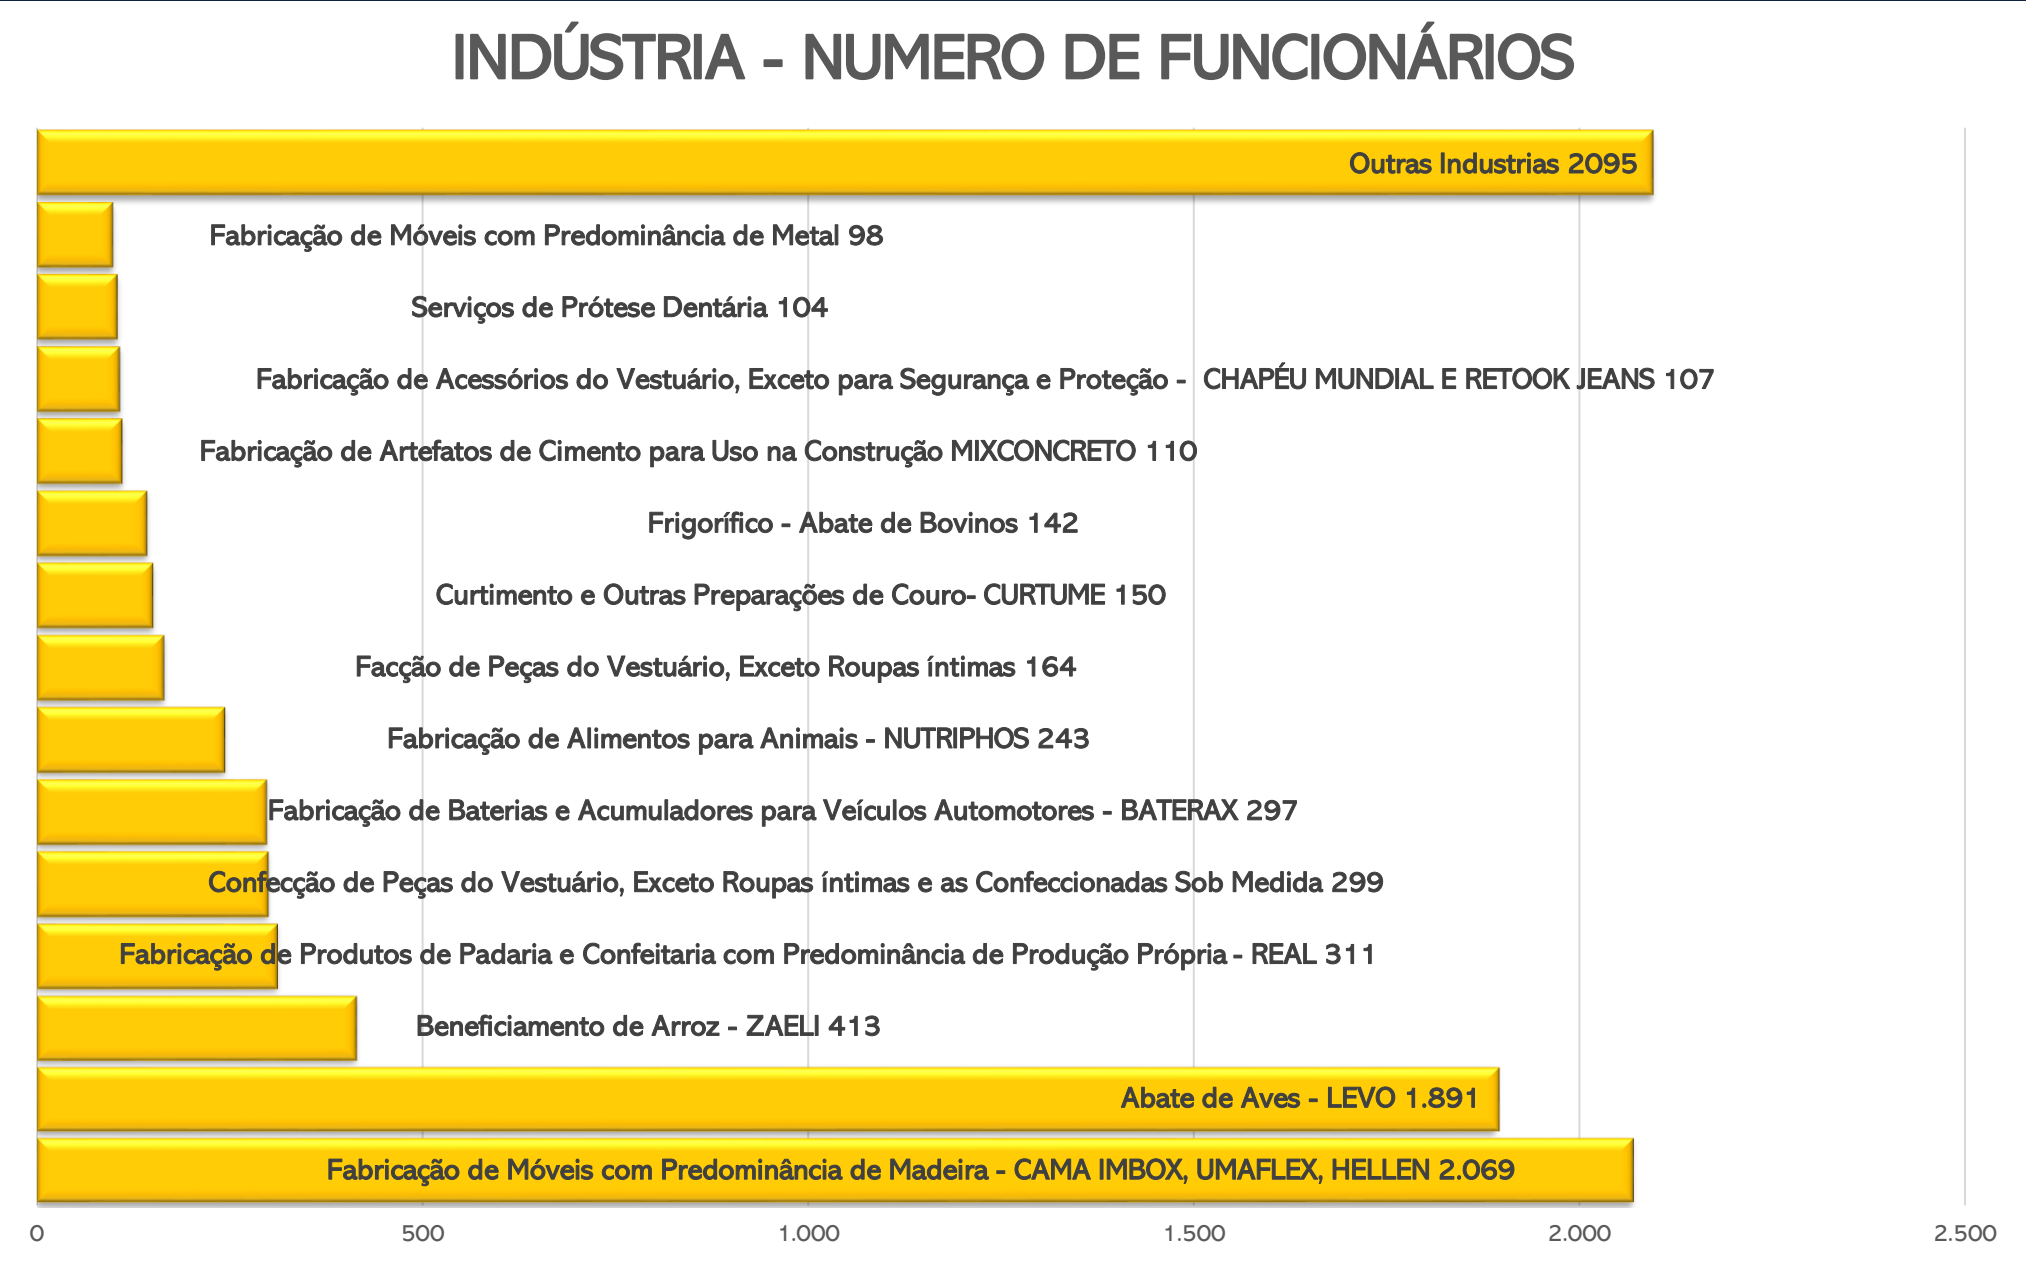 INDÚSTRIA - NUMERO DE FUNCIONÁRIOS
Outras Industrias 2095
Fabricação de Móveis com Predominância de Metal 98
Serviços de Prótese Dentária 104
Fabricação de Acessórios do Vestuário, Exceto para Segurança e Proteção -  CHAPÉU MUNDIAL E RETOOK JEANS 107
Fabricação de Artefatos de Cimento para Uso na Construção MIXCONCRETO 110
Frigorífico - Abate de Bovinos 142
Curtimento e Outras Preparações de Couro- CURTUME 150
Facção de Peças do Vestuário, Exceto Roupas íntimas 164
Fabricação de Alimentos para Animais - NUTRIPHOS 243
Fabricação de Baterias e Acumuladores para Veículos Automotores - BATERAX 297
Confecção de Peças do Vestuário, Exceto Roupas íntimas e as Confeccionadas Sob Medida 299
Fabricação de Produtos de Padaria e Confeitaria com Predominância de Produção Própria - REAL 311
Beneficiamento de Arroz - ZAELI 413
Abate de Aves - LEVO 1.891
Fabricação de Móveis com Predominância de Madeira - CAMA IMBOX, UMAFLEX, HELLEN 2.069
0 500 1.000 1.500 2.000 2.500